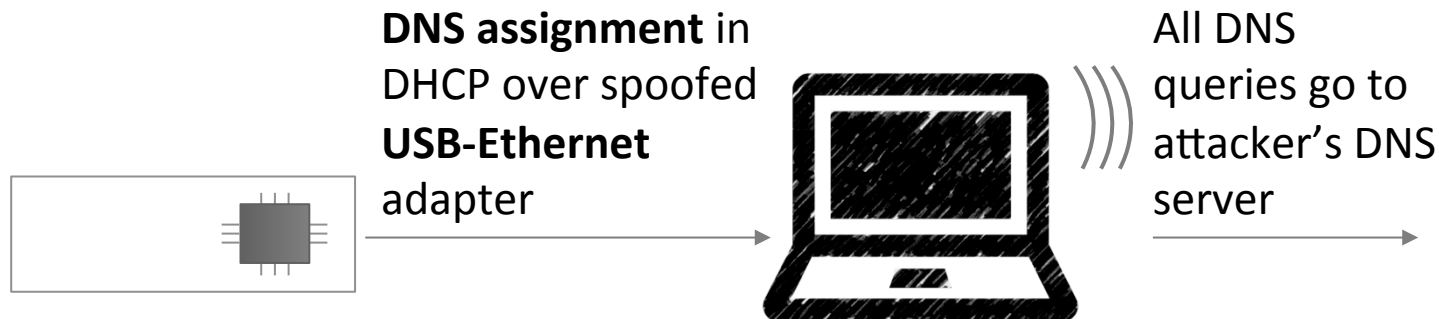 DNS assignment in
DHCP over spoofed
USB-Ethernet
adapter
All DNS
queries go to
attacker’s DNS
server